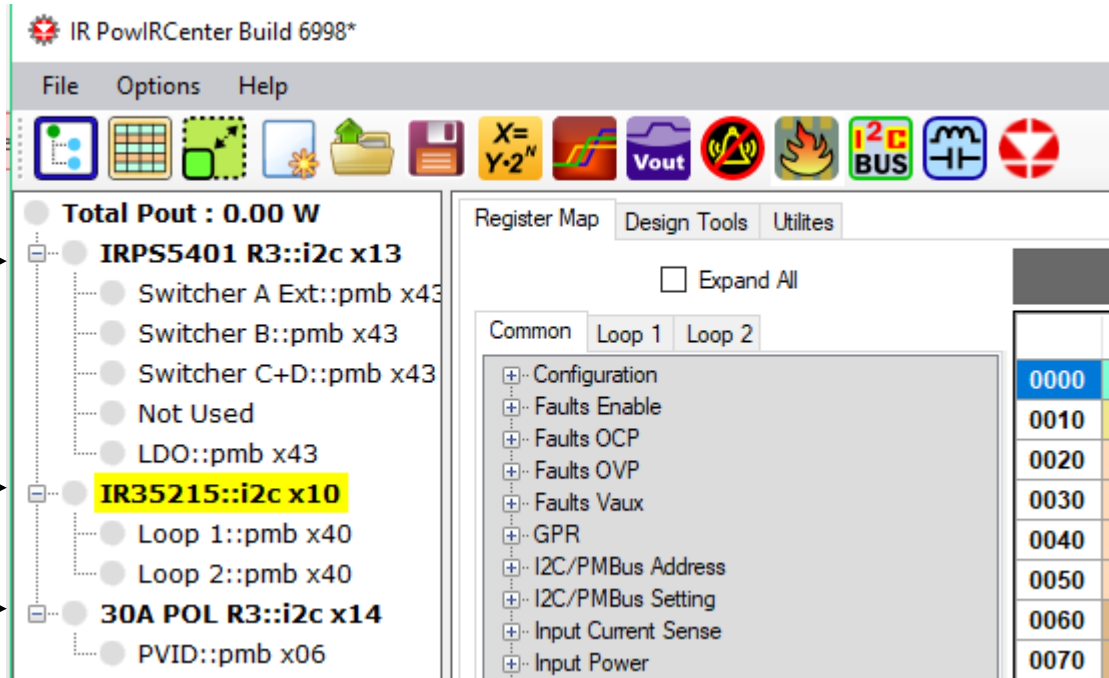 IR PowIRCenter Build 6998*
File Options Help
X=
Y·2ᴺ
Vout
I²C
BUS
Total Pout : 0.00 W
IRPS5401 R3::i2c x13
Switcher A Ext::pmb x43
Switcher B::pmb x43
Switcher C+D::pmb x43
Not Used
LDO::pmb x43
IR35215::i2c x10
Loop 1::pmb x40
Loop 2::pmb x40
30A POL R3::i2c x14
PVID::pmb x06
Register Map Design Tools Utilites
Expand All
Common Loop 1 Loop 2
Configuration
Faults Enable
Faults OCP
Faults OVP
Faults Vaux
GPR
I2C/PMBus Address
I2C/PMBus Setting
Input Current Sense
Input Power
0000
0010
0020
0030
0040
0050
0060
0070